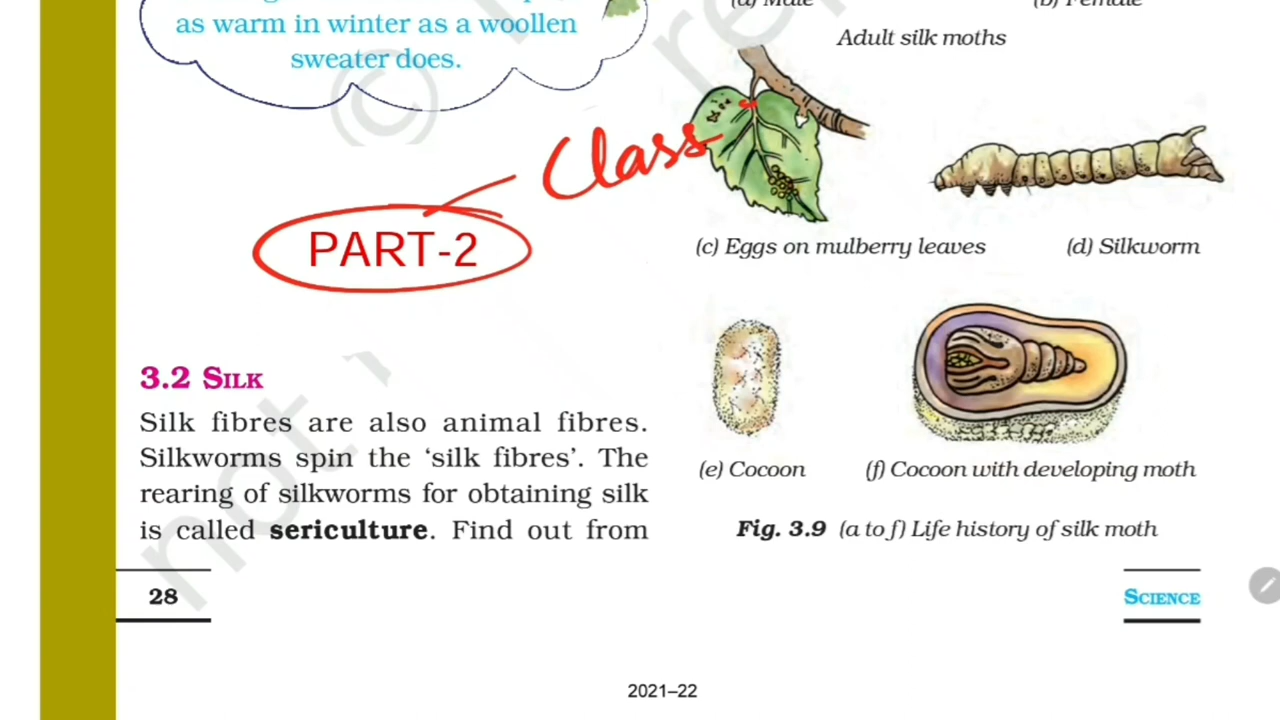 as warm in winter as a woollen
sweater does.
PART-2
Class
3.2 SILK
Silk fibres are also animal fibres.
Silkworms spin the ‘silk fibres’. The
rearing of silkworms for obtaining silk
is called sericulture. Find out from
28
Adult silk moths
(c) Eggs on mulberry leaves
(d) Silkworm
(e) Cocoon
(f) Cocoon with developing moth
Fig. 3.9 (a to f) Life history of silk moth
SCIENCE
2021–22